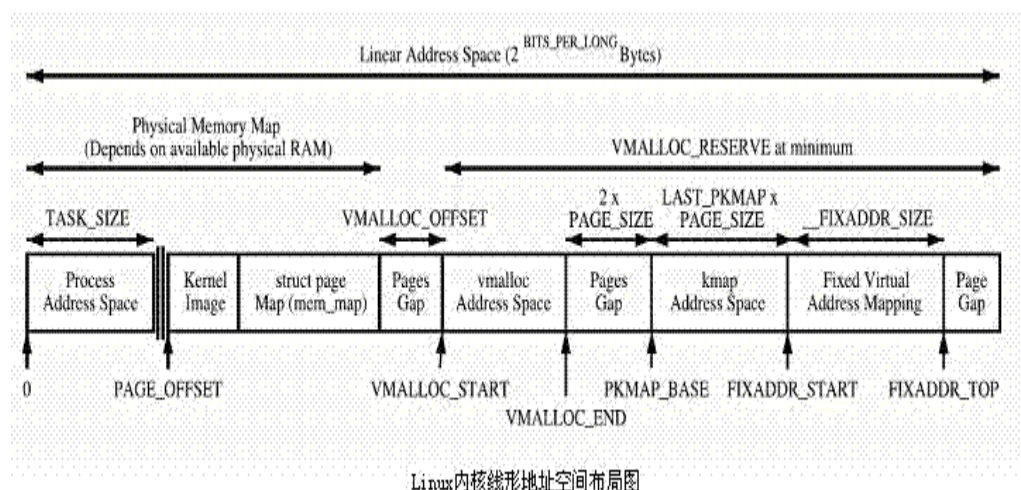 Linear Address Space (2 BITS_PER_LONG Bytes)
Physical Memory Map
(Depends on available physical RAM)
VMALLOC_RESERVE at minimum
TASK_SIZE
VMALLOC_OFFSET
2 x
PAGE_SIZE
LAST_PKMAP x
PAGE_SIZE
__FIXADDR_SIZE
Process
Address Space
Kernel
Image
struct page
Map (mem_map)
Pages
Gap
vmalloc
Address Space
Pages
Gap
kmap
Address Space
Fixed Virtual
Address Mapping
Page
Gap
0
PAGE_OFFSET
VMALLOC_START
VMALLOC_END
PKMAP_BASE
FIXADDR_START
FIXADDR_TOP
Linux内核线形地址空间布局图